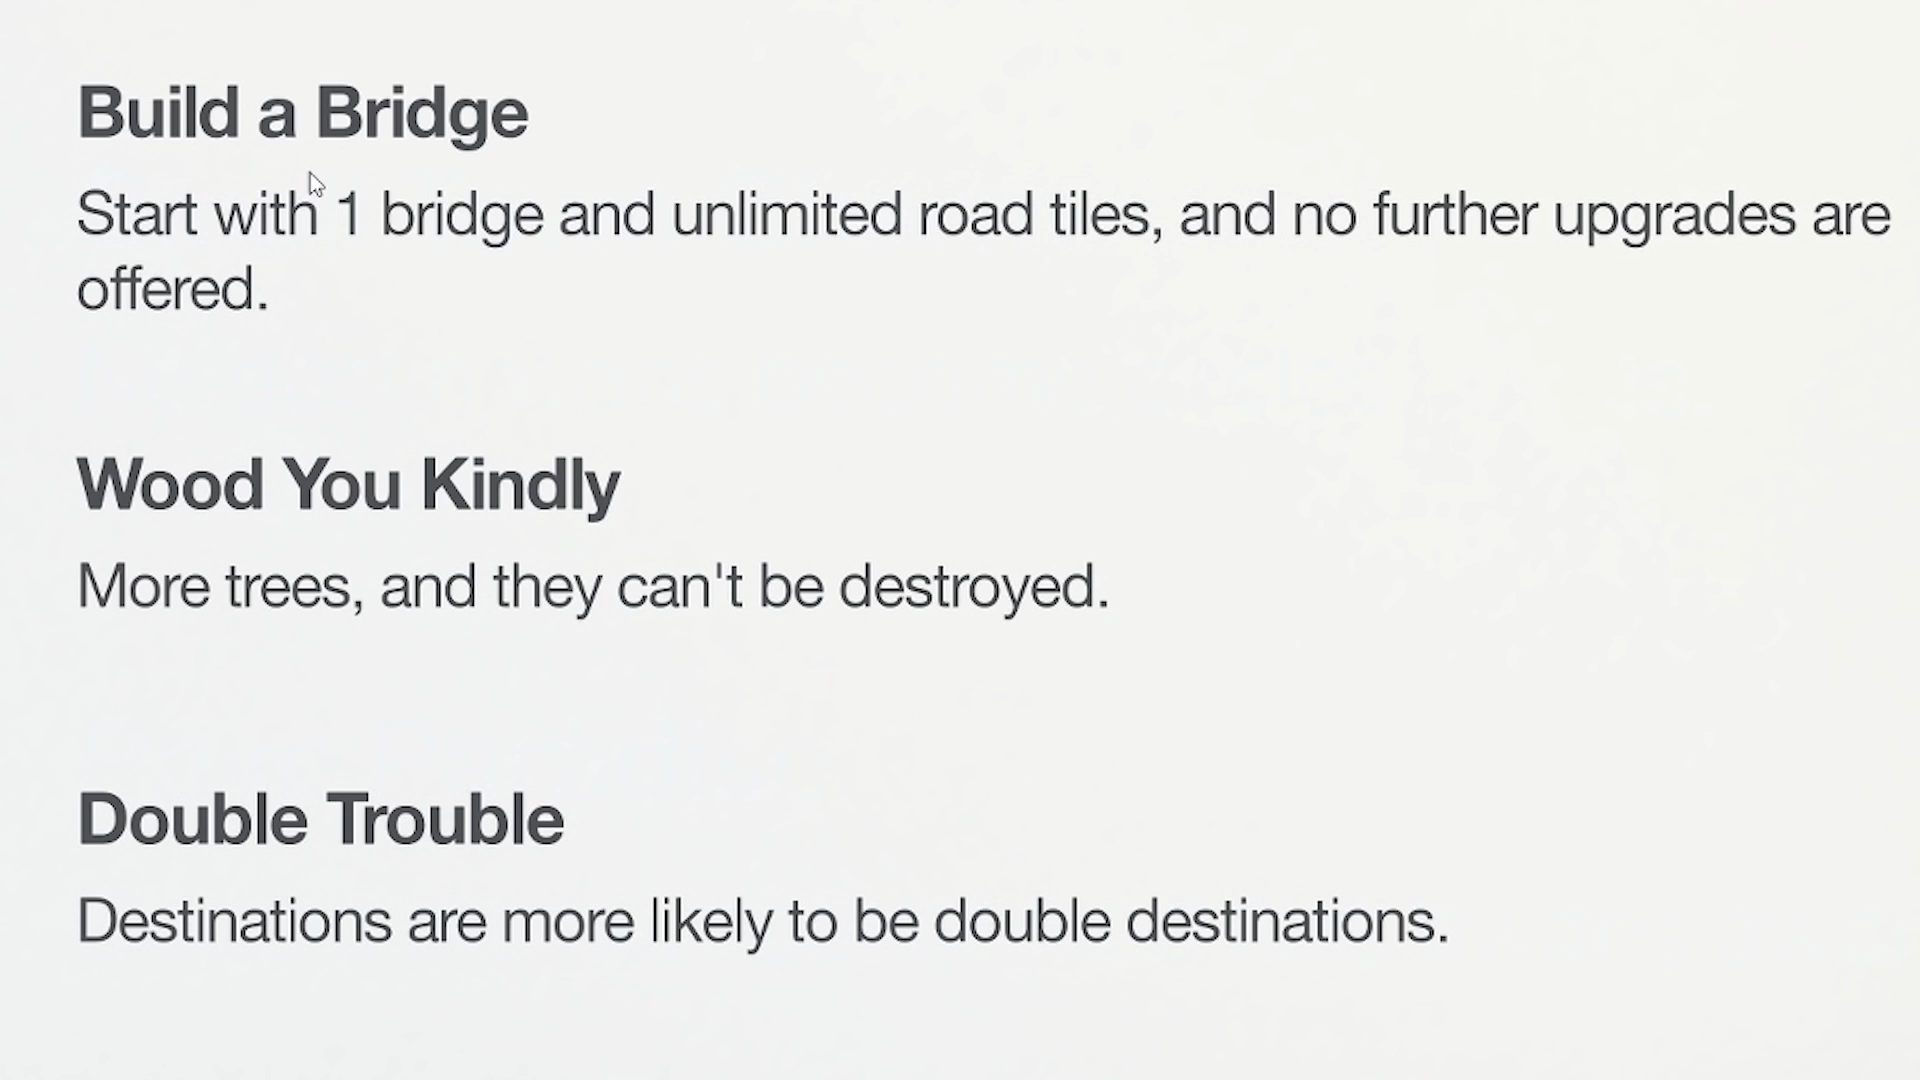 Build a Bridge
Start with 1 bridge and unlimited road tiles, and no further upgrades are
offered.
Wood You Kindly
More trees, and they can't be destroyed.
Double Trouble
Destinations are more likely to be double destinations.